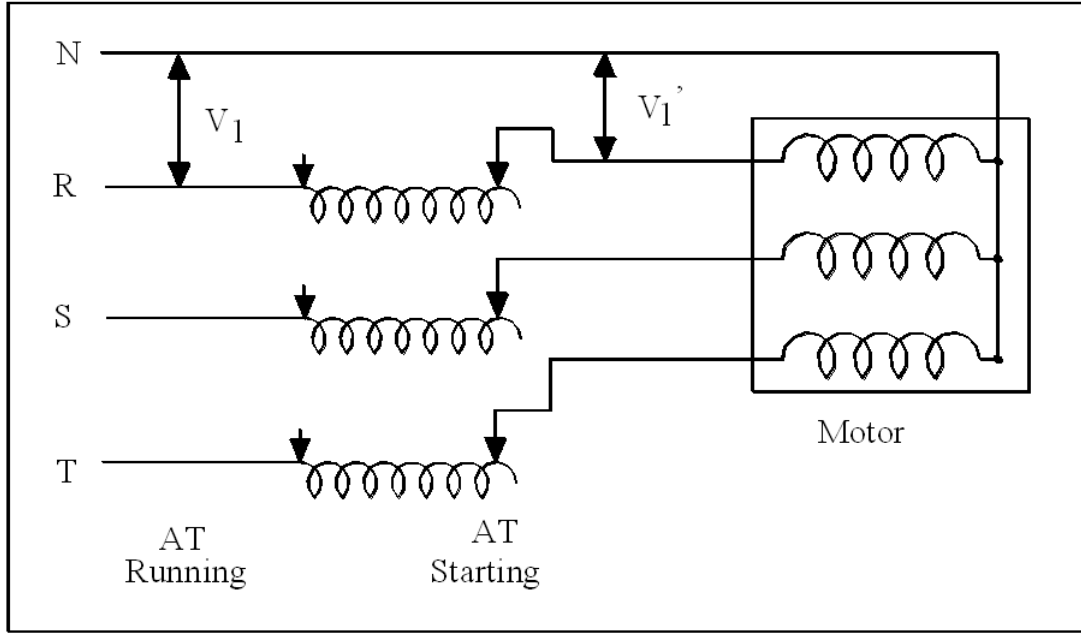 N
V1
V1’
R
S
T
Motor
AT
Running
AT
Starting